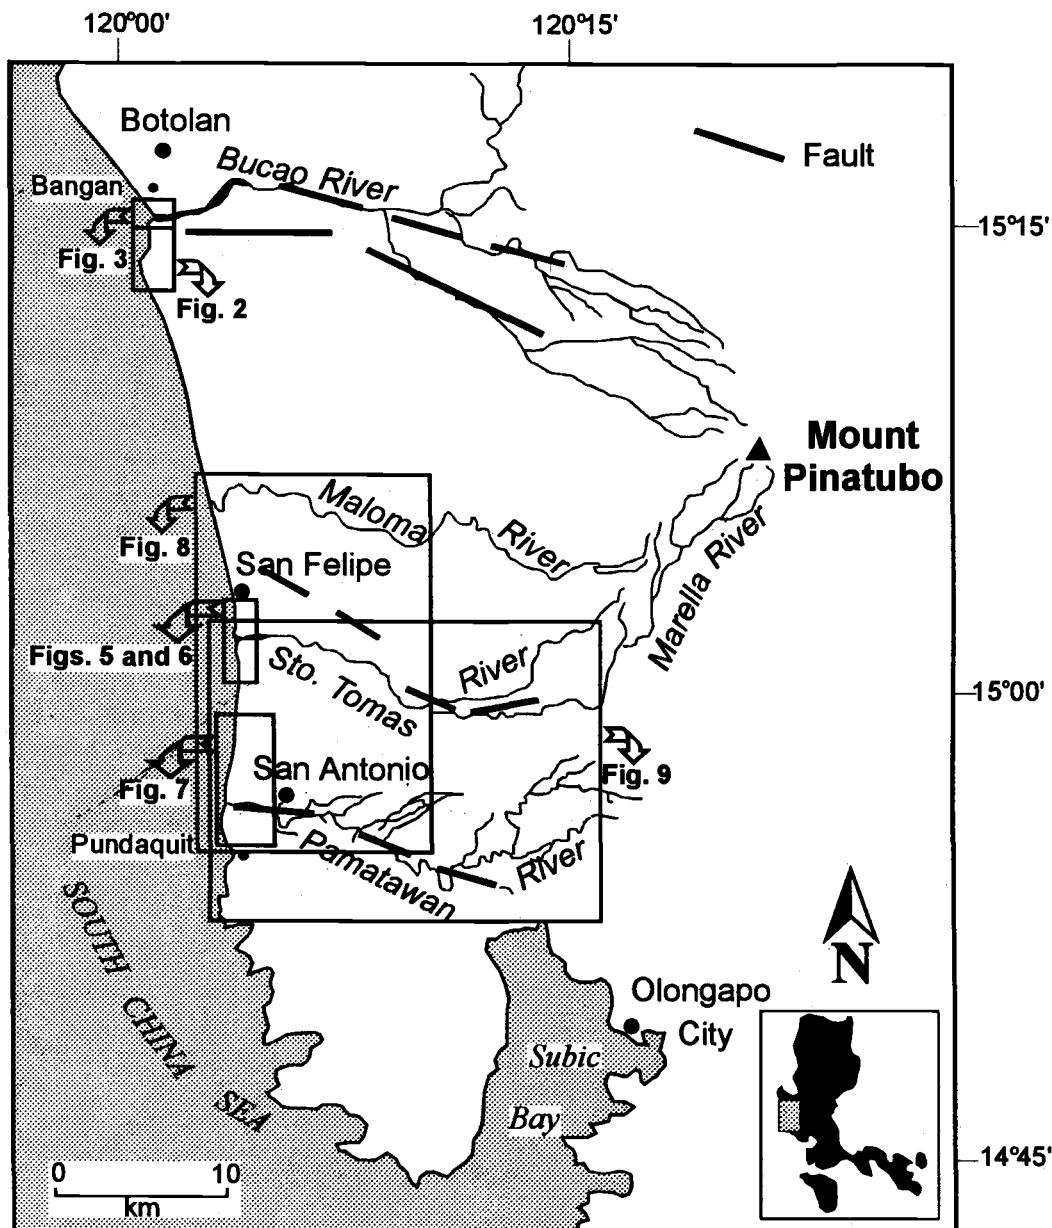 120°00'
120°15'
Botolan
Bucao River
Fault
Bangan
15°15'
Fig. 3
Fig. 2
Mount
Pinatubo
Maloma
River
Fig. 8
San Felipe
Marella River
Figs. 5 and 6
Sto. Tomas
River
15°00'
San Antonio
Fig. 9
Fig. 7
Pundaquit
Pamatawan
River
SOUTH CHINA SEA
N
Olongapo
City
Subic
Bay
0 10
km
14°45'